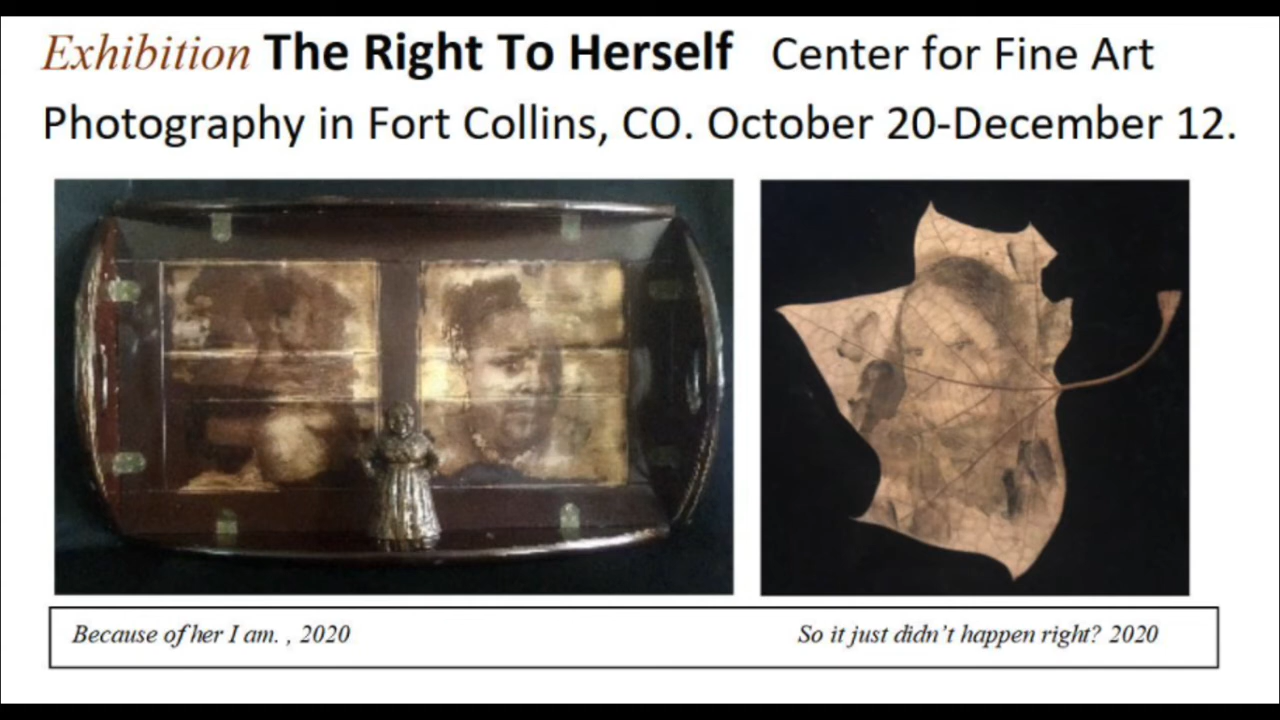 Exhibition The Right To Herself Center for Fine Art
Photography in Fort Collins, CO. October 20-December 12.
Because of her I am. , 2020
So it just didn't happen right? 2020